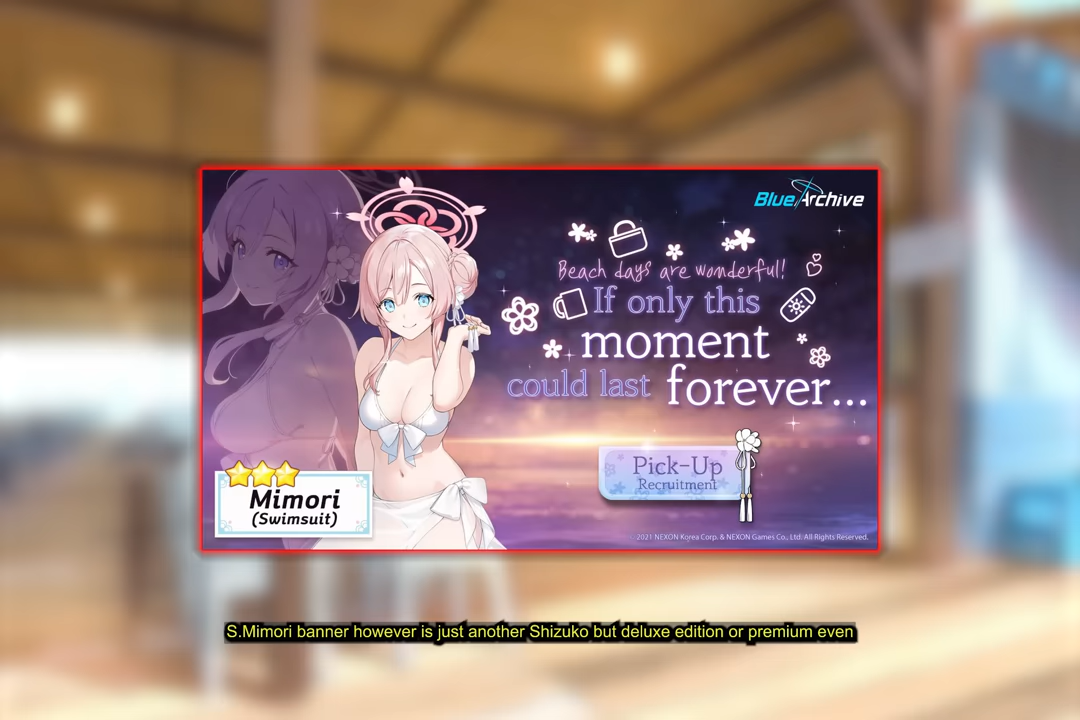 Blue Archive
Beach days are wonderful!
If only this
moment
could last forever...
Pick-Up
Recruitment
Mimori
(Swimsuit)
©2021 NEXON Korea Corp. & NEXON Games Co., Ltd. All Rights Reserved.
S.Mimori banner however is just another Shizuko but deluxe edition or premium even